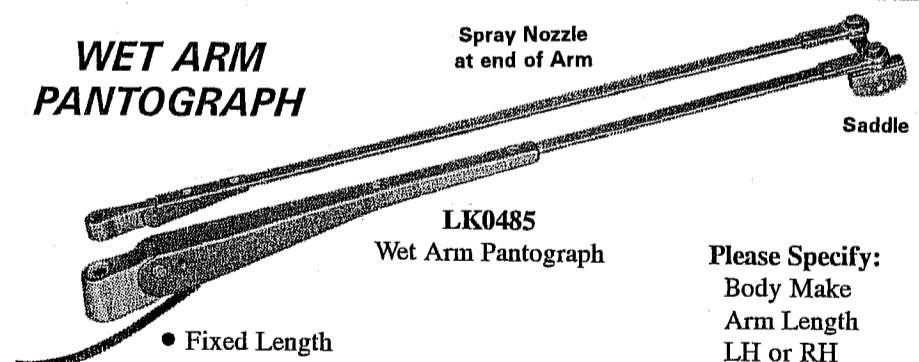 WET ARM
PANTOGRAPH
Spray Nozzle
at end of Arm
Saddle
LK0485
Wet Arm Pantograph
Please Specify:
Body Make
Arm Length
LH or RH
• Fixed Length